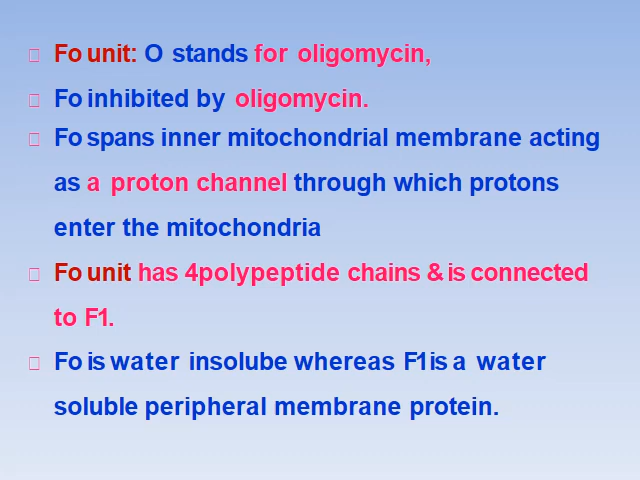 Fo unit: O stands for oligomycin,
Fo inhibited by oligomycin.
Fo spans inner mitochondrial membrane acting
as a proton channel through which protons
enter the mitochondria
Fo unit has 4polypeptide chains & is connected
to F1.
Fo is water insolube whereas F1 is a water
soluble peripheral membrane protein.